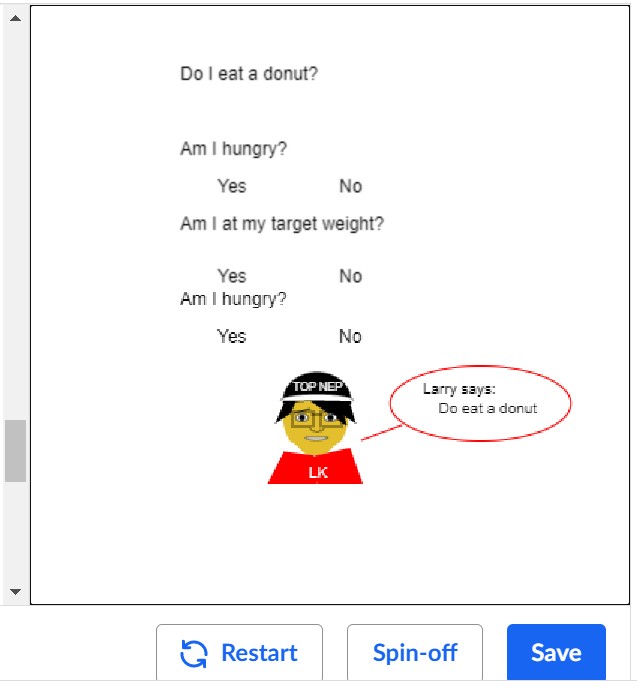 Do I eat a donut?
Am I hungry?
Yes No
Am I at my target weight?
Yes No
Am I hungry?
Yes No
TOP NEP
Larry says:
Do eat a donut
LK
Restart Spin-off Save